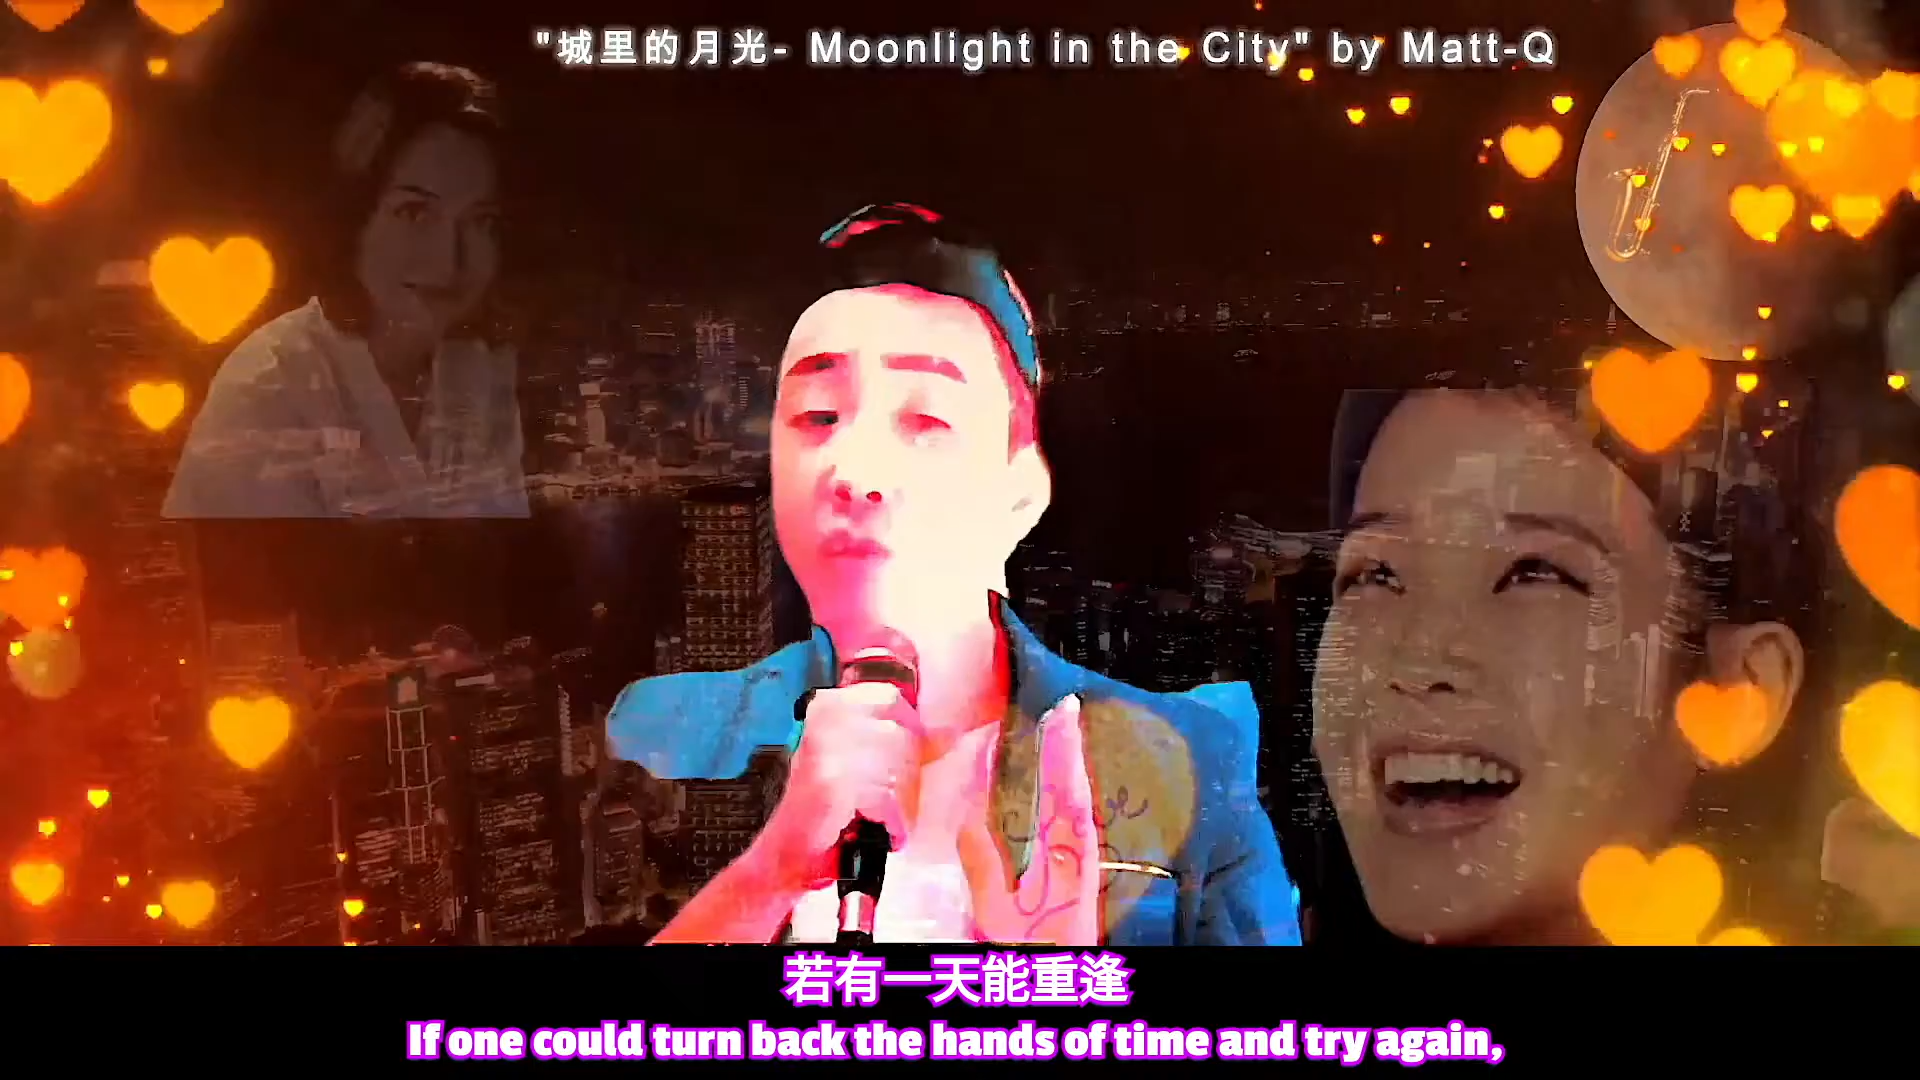 "城里的月光- Moonlight in the City" by Matt-Q
Love
若有一天能重逢
If one could turn back the hands of time and try again,